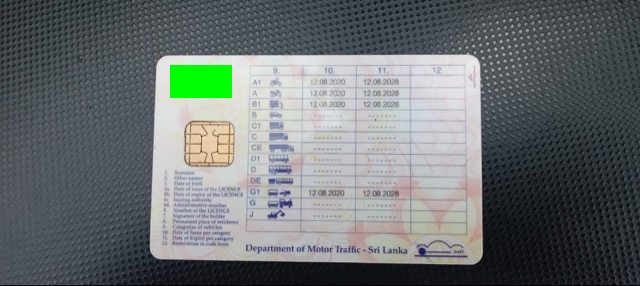 9. 10. 11. 12.
A1 12.08.2020 12.08.2028
A 12.08.2020 12.08.2028
B1 12.08.2020 12.08.2028
B
C1
C
CE
D1
D
DE
G1 12.08.2020 12.08.2028
G
J
1. Surname
2. Other names
3. Date of birth
4a. Date of issue of the LICENCE
4b. Date of expiry of the LICENCE
4c. Issuing authority
4d. Administrative number
5. Number of the LICENCE
7. Signature of the holder
8. Permanent place of residence
9. Categories of vehicles
10. Date of Issue per category
11. Date of Expiry per category
12. Restrictions in code form
Department of Motor Traffic - Sri Lanka